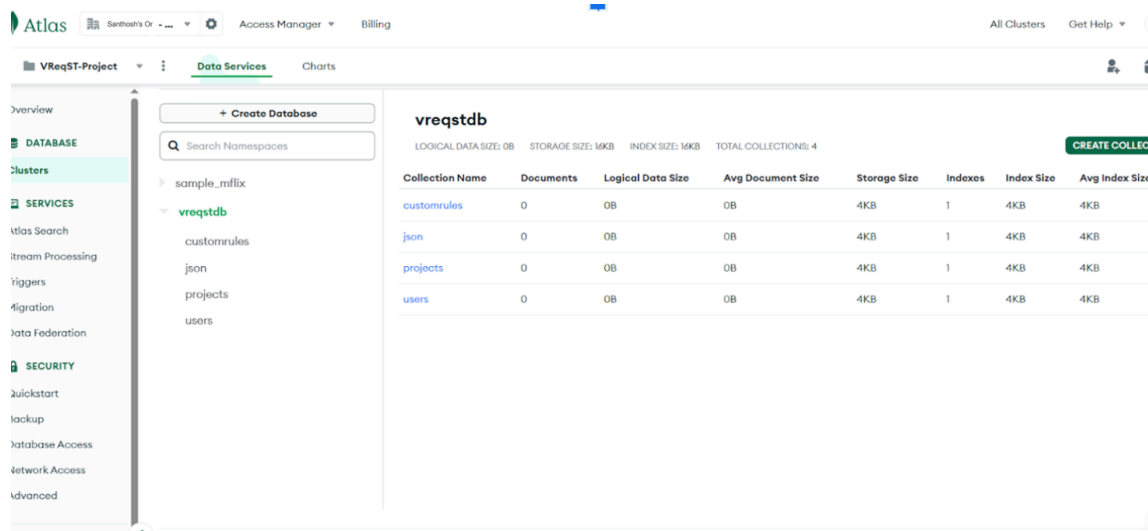 Atlas Santhosh's Or - ... Access Manager Billing All Clusters Get Help
VReqST-Project Data Services Charts
Overview
DATABASE
Clusters
SERVICES
Atlas Search
Stream Processing
Triggers
Migration
Data Federation
SECURITY
Quickstart
Backup
Database Access
Network Access
Advanced
+ Create Database
Search Namespaces
sample_mflix
vreqstdb
customrules
json
projects
users
vreqstdb
LOGICAL DATA SIZE: 0B STORAGE SIZE: 16KB INDEX SIZE: 16KB TOTAL COLLECTIONS: 4 CREATE COLLEC
Collection Name Documents Logical Data Size Avg Document Size Storage Size Indexes Index Size Avg Index Size
customrules 0 0B 0B 4KB 1 4KB 4KB
json 0 0B 0B 4KB 1 4KB 4KB
projects 0 0B 0B 4KB 1 4KB 4KB
users 0 0B 0B 4KB 1 4KB 4KB